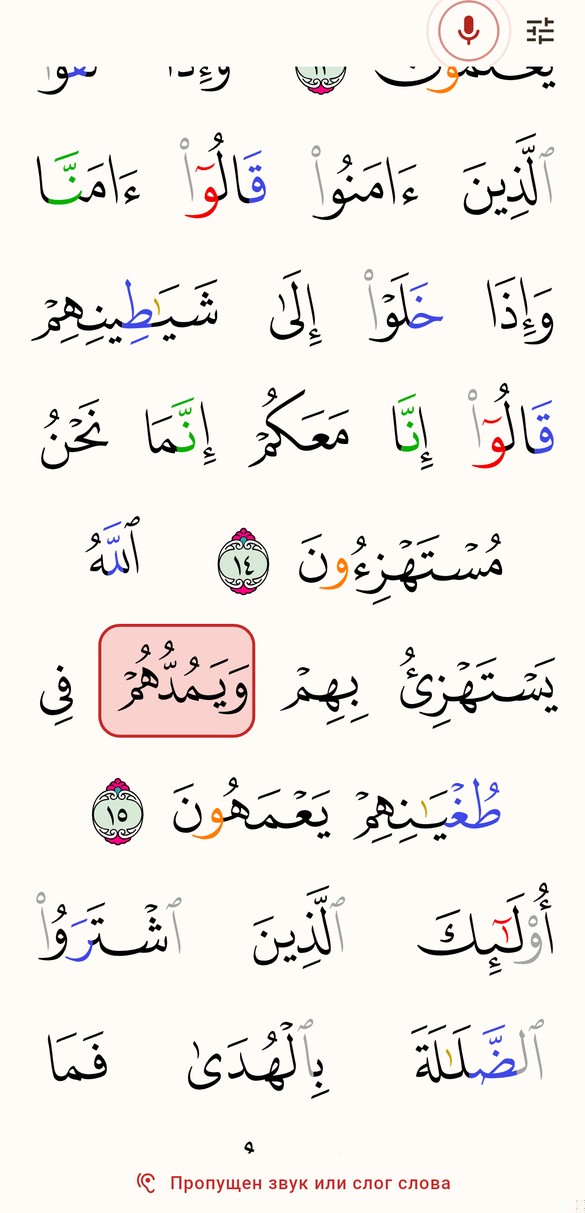 ٱلَّذِينَ ءَامَنُوا۟ قَالُوٓا۟ ءَامَنَّا
وَإِذَا خَلَوْا۟ إِلَىٰ شَيَـٰطِينِهِمْ
قَالُوٓا۟ إِنَّا مَعَكُمْ إِنَّمَا نَحْنُ
مُسْتَهْزِءُونَ ١٤ ٱللَّهُ
يَسْتَهْزِئُ بِهِمْ وَيَمُدُّهُمْ فِى
طُغْيَـٰنِهِمْ يَعْمَهُونَ ١٥
أُو۟لَـٰٓئِكَ ٱلَّذِينَ ٱشْتَرَوُا۟
ٱلضَّلَـٰلَةَ بِٱلْهُدَىٰ فَمَا
Пропущен звук или слог слова